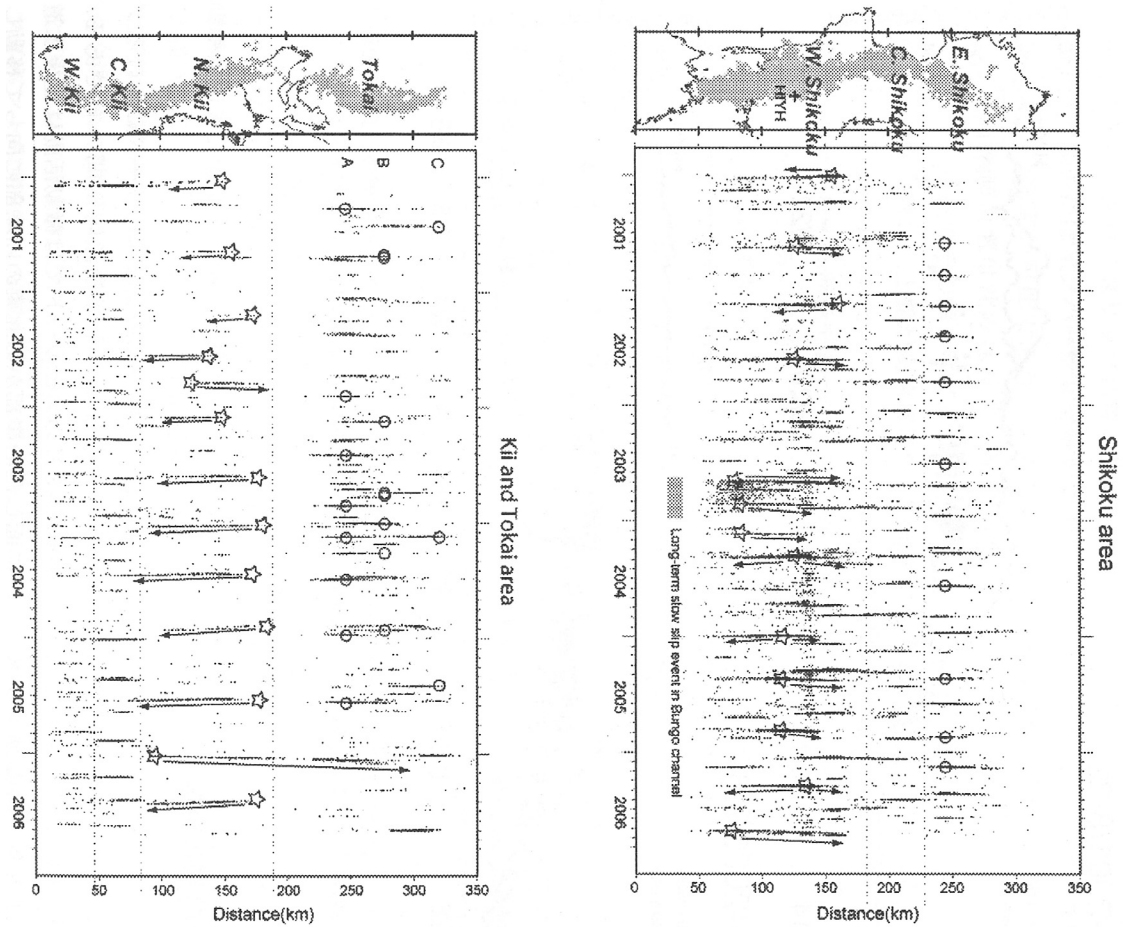 W. Kii
C. Kii
N. Kii
Tokai
A
B
C
2001
2002
2003
2004
2005
2006
0
50
100
150
200
250
300
350
Distance(km)
Kii and Tokai area
W. Shikoku
HIYH
C. Shikoku
E. Shikoku
2001
2002
2003
2004
2005
2006
Long-term slow slip event in Bungo channel
0
50
100
150
200
250
300
350
Distance(km)
Shikoku area